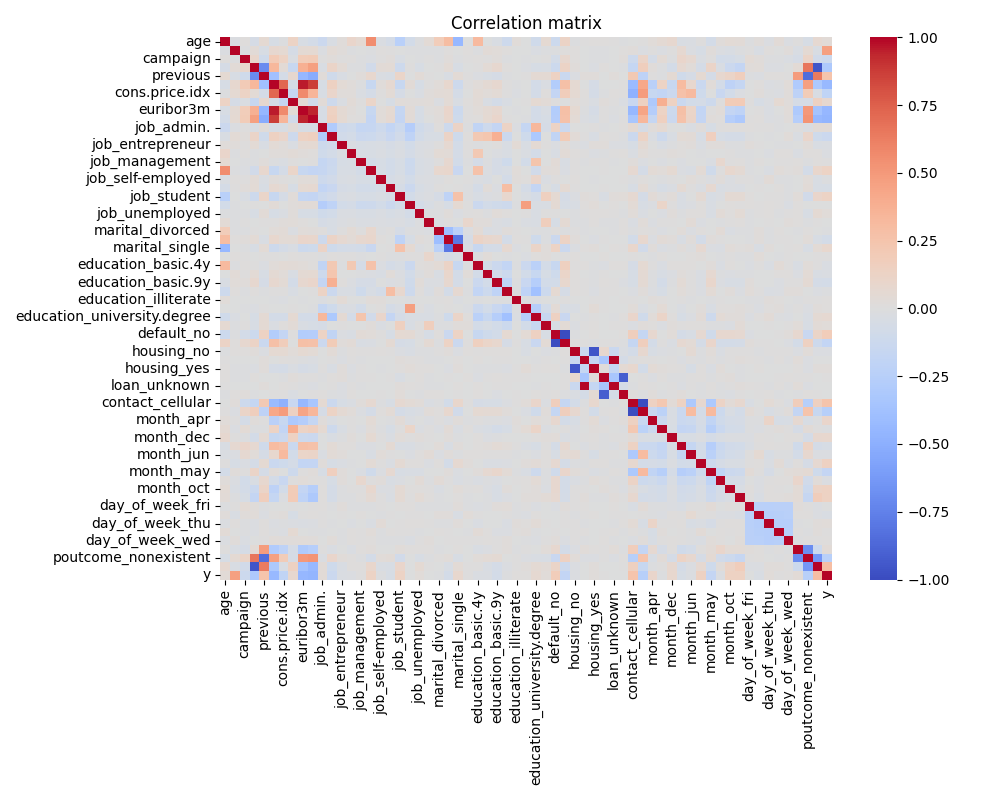 Correlation matrix
age
campaign
previous
cons.price.idx
euribor3m
job_admin.
job_entrepreneur
job_management
job_self-employed
job_student
job_unemployed
marital_divorced
marital_single
education_basic.4y
education_basic.9y
education_illiterate
education_university.degree
default_no
housing_no
housing_yes
loan_unknown
contact_cellular
month_apr
month_dec
month_jun
month_may
month_oct
day_of_week_fri
day_of_week_thu
day_of_week_wed
poutcome_nonexistent
y
age
campaign
previous
cons.price.idx
euribor3m
job_admin.
job_entrepreneur
job_management
job_self-employed
job_student
job_unemployed
marital_divorced
marital_single
education_basic.4y
education_basic.9y
education_illiterate
education_university.degree
default_no
housing_no
housing_yes
loan_unknown
contact_cellular
month_apr
month_dec
month_jun
month_may
month_oct
day_of_week_fri
day_of_week_thu
day_of_week_wed
poutcome_nonexistent
y
1.00
0.75
0.50
0.25
0.00
−0.25
−0.50
−0.75
−1.00